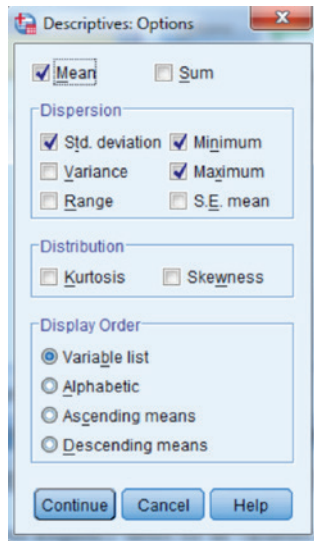 Descriptives: Options
Mean Sum
Dispersion
Std. deviation Minimum
Variance Maximum
Range S.E. mean
Distribution
Kurtosis Skewness
Display Order
Variable list
Alphabetic
Ascending means
Descending means
Continue Cancel Help